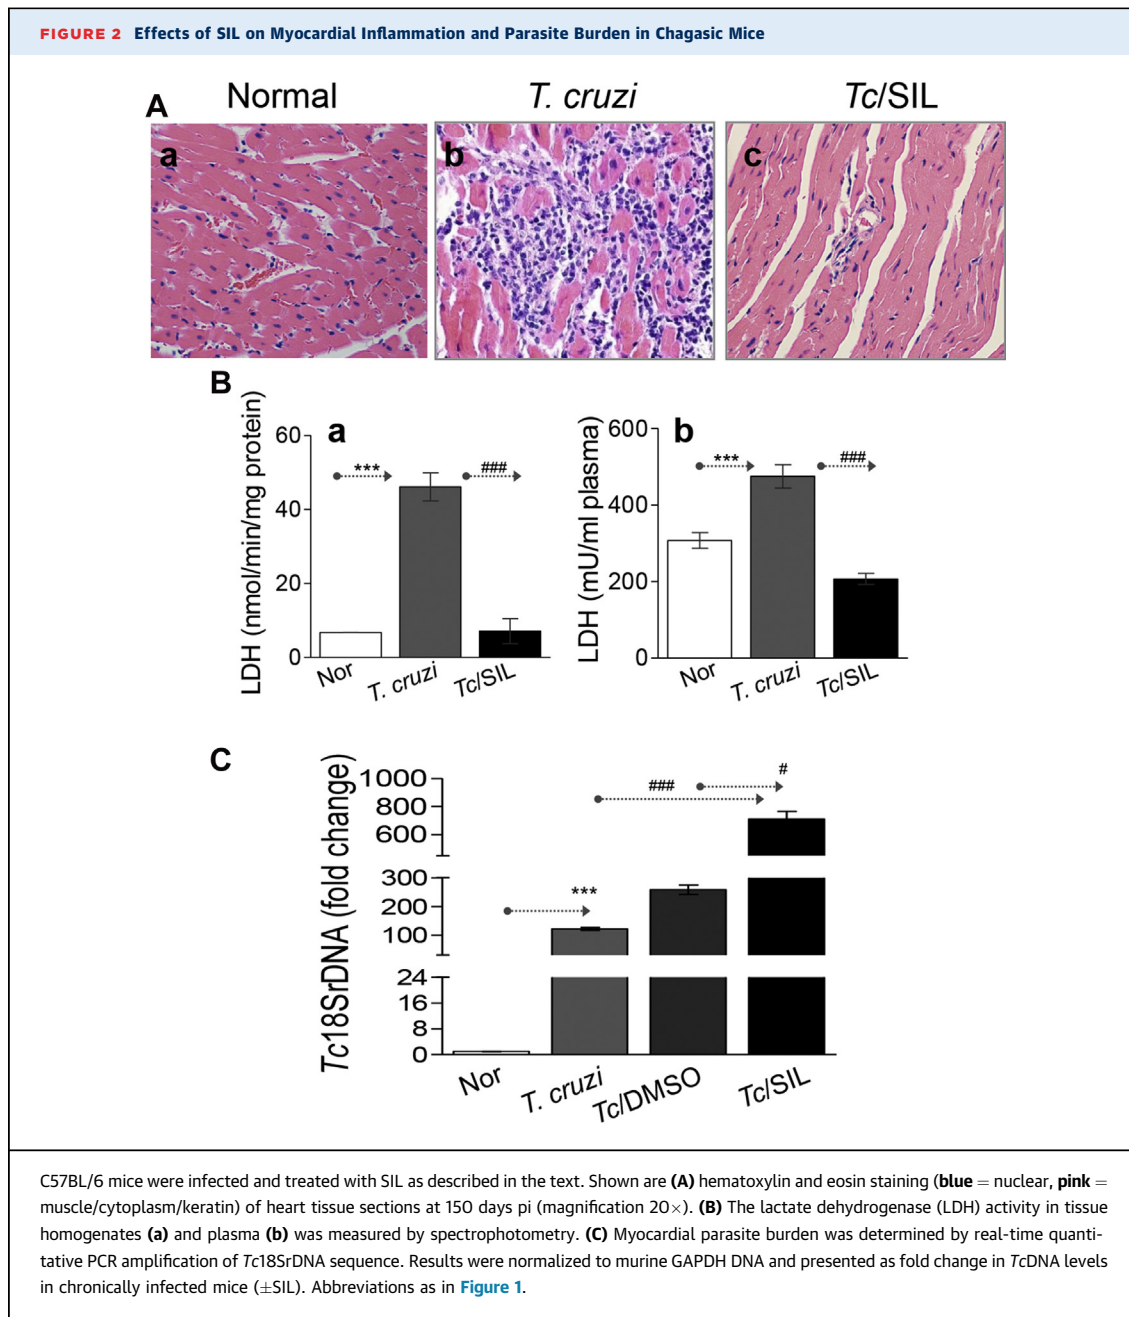 FIGURE 2 Effects of SIL on Myocardial Inflammation and Parasite Burden in Chagasic Mice
A
Normal
T. cruzi
Tc/SIL
a
b
c
B
a
LDH (nmol/min/mg protein)
60
40
20
0
***
###
Nor
T. cruzi
Tc/SIL
b
LDH (mU/ml plasma)
600
400
200
0
***
###
Nor
T. cruzi
Tc/SIL
C
Tc18SrDNA (fold change)
1000
800
600
300
200
100
24
16
8
0
***
###
#
Nor
T. cruzi
Tc/DMSO
Tc/SIL
C57BL/6 mice were infected and treated with SIL as described in the text. Shown are (A) hematoxylin and eosin staining (blue = nuclear, pink =
muscle/cytoplasm/keratin) of heart tissue sections at 150 days pi (magnification 20×). (B) The lactate dehydrogenase (LDH) activity in tissue
homogenates (a) and plasma (b) was measured by spectrophotometry. (C) Myocardial parasite burden was determined by real-time quanti-
tative PCR amplification of Tc18SrDNA sequence. Results were normalized to murine GAPDH DNA and presented as fold change in TcDNA levels
in chronically infected mice (±SIL). Abbreviations as in Figure 1.